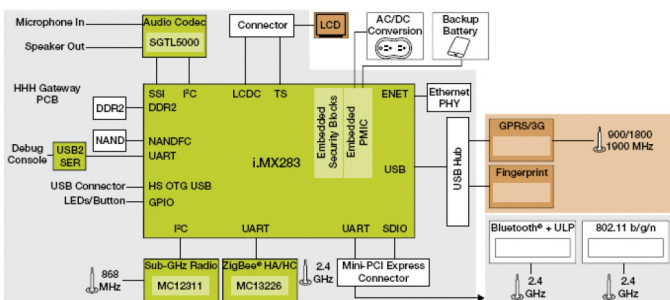 Microphone In
Speaker Out
Audio Codec
SGTL5000
Connector
LCD
AC/DC
Conversion
Backup
Battery
HHH Gateway
PCB
SSI I²C
LCDC TS
ENET
Ethernet
PHY
DDR2
DDR2
NAND
NANDFC
Debug
Console
USB2
SER
UART
i.MX283
Embedded
Security Blocks
Embedded
PMIC
USB
USB Hub
GPRS/3G
900/1800
1900 MHz
Fingerprint
USB Connector
HS OTG USB
LEDs/Button
GPIO
I²C
UART
UART
SDIO
868
MHz
Sub-GHz Radio
MC12311
ZigBee® HA/HC
MC13226
2.4
GHz
Mini-PCI Express
Connector
Bluetooth® + ULP
802.11 b/g/n
2.4
GHz
2.4
GHz